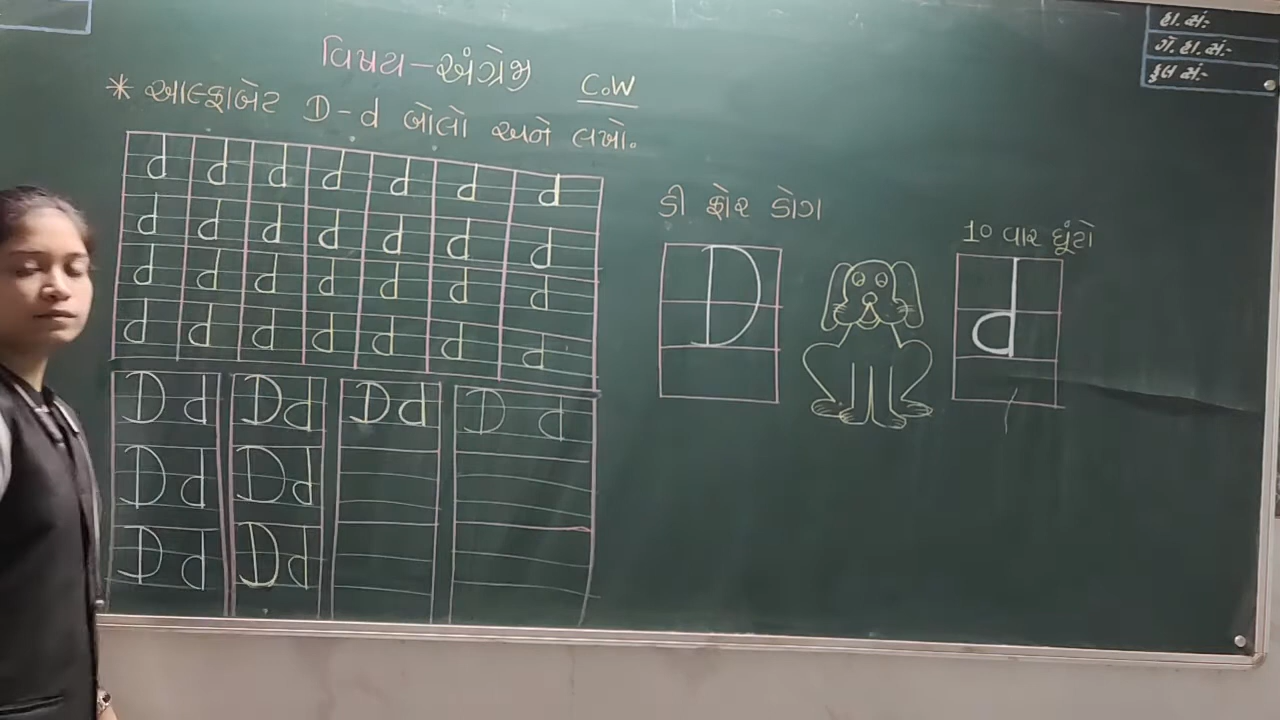 વિષય – અંગ્રેજી C.W
* આલ્ફાબેટ D - d બોલો અને લખો.
d d d d d d d
d d d d d d d
d d d d d d d
d d d d d d d
D d D d D d D d
D d D d
D d D d
ડી ફોર ડોગ
D
10 વાર ઘૂંટો
d
હા. સં:-
ગે. હા. સં:-
કુલ સં:-